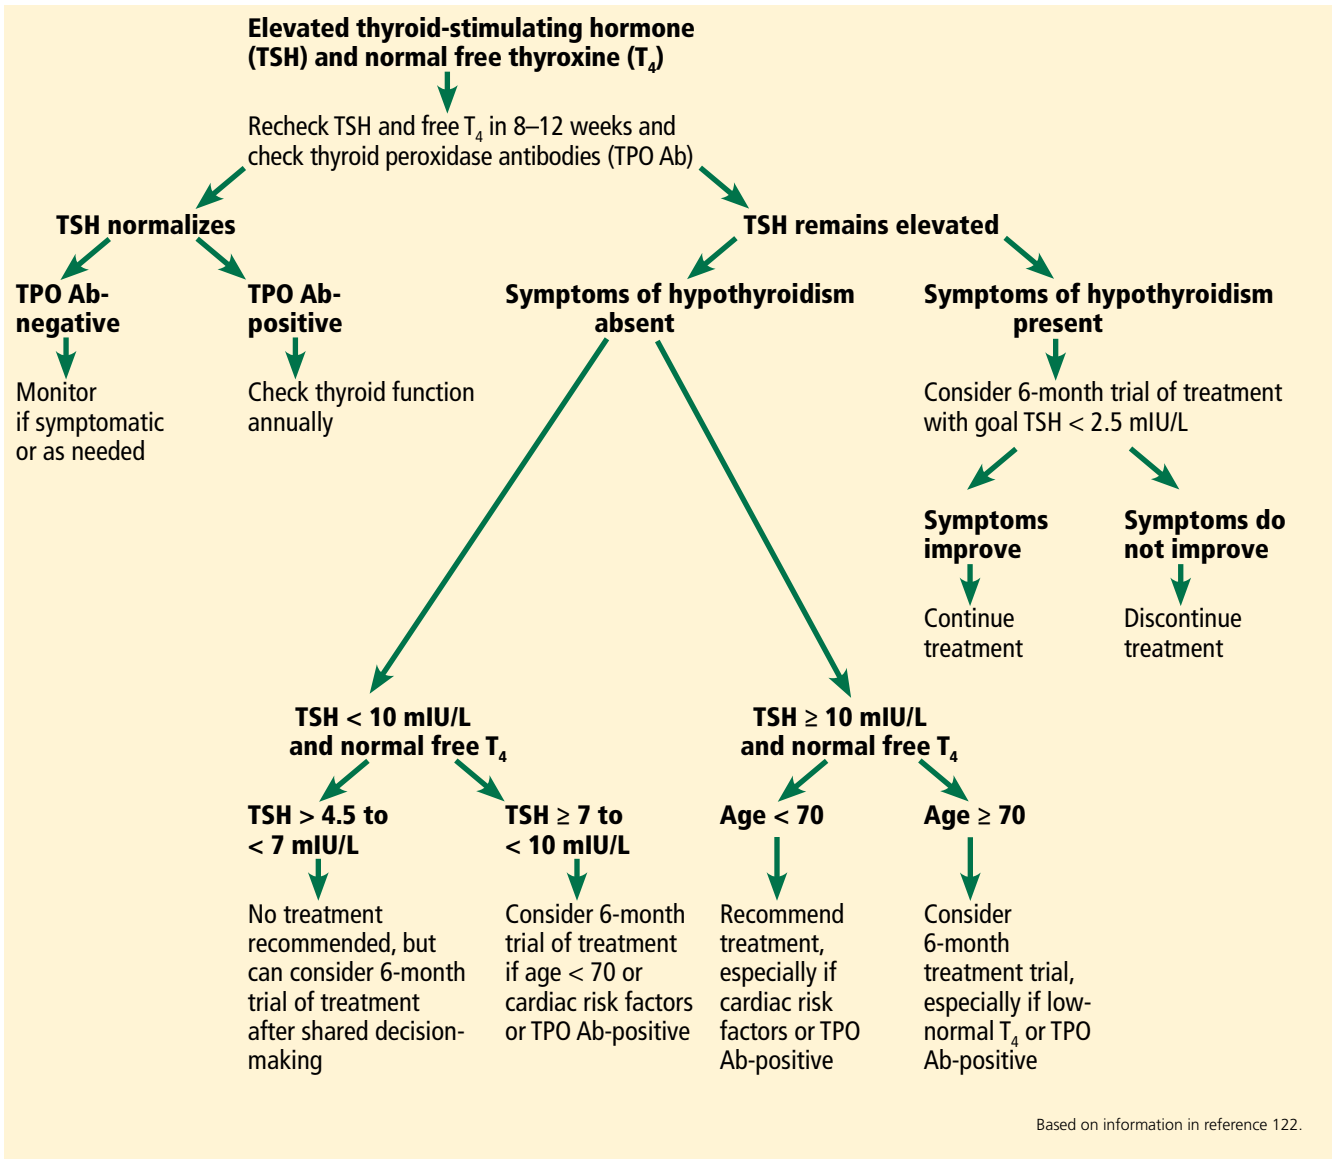 Elevated thyroid-stimulating hormone
(TSH) and normal free thyroxine (T₄)
Recheck TSH and free T₄ in 8–12 weeks and
check thyroid peroxidase antibodies (TPO Ab)
TSH normalizes
TSH remains elevated
TPO Ab-
negative
TPO Ab-
positive
Symptoms of hypothyroidism
absent
Symptoms of hypothyroidism
present
Monitor
if symptomatic
or as needed
Check thyroid function
annually
Consider 6-month trial of treatment
with goal TSH < 2.5 mIU/L
Symptoms
improve
Symptoms do
not improve
Continue
treatment
Discontinue
treatment
TSH < 10 mIU/L
and normal free T₄
TSH ≥ 10 mIU/L
and normal free T₄
TSH > 4.5 to
< 7 mIU/L
TSH ≥ 7 to
< 10 mIU/L
Age < 70
Age ≥ 70
No treatment
recommended, but
can consider 6-month
trial of treatment
after shared decision-
making
Consider 6-month
trial of treatment
if age < 70 or
cardiac risk factors
or TPO Ab-positive
Recommend
treatment,
especially if
cardiac risk
factors or TPO
Ab-positive
Consider
6-month
treatment trial,
especially if low-
normal T₄ or TPO
Ab-positive
Based on information in reference 122.